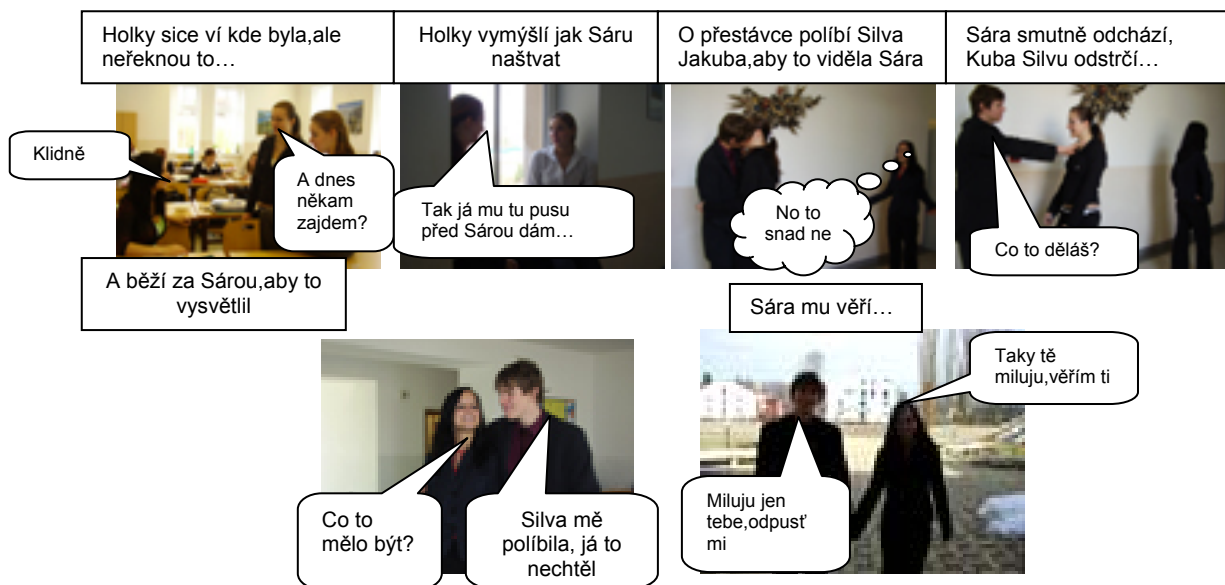 Holky sice ví kde byla,ale
neřeknou to…
Holky vymýšlí jak Sáru
naštvat
O přestávce políbí Silva
Jakuba,aby to viděla Sára
Sára smutně odchází,
Kuba Silvu odstrčí…
Klidně
A dnes
někam
zajdem?
Tak já mu tu pusu
před Sárou dám…
No to
snad ne
Co to děláš?
A běží za Sárou,aby to
vysvětlil
Sára mu věří…
Co to
mělo být?
Silva mě
políbila, já to
nechtěl
Miluju jen
tebe,odpusť
mi
Taky tě
miluju,věřím ti